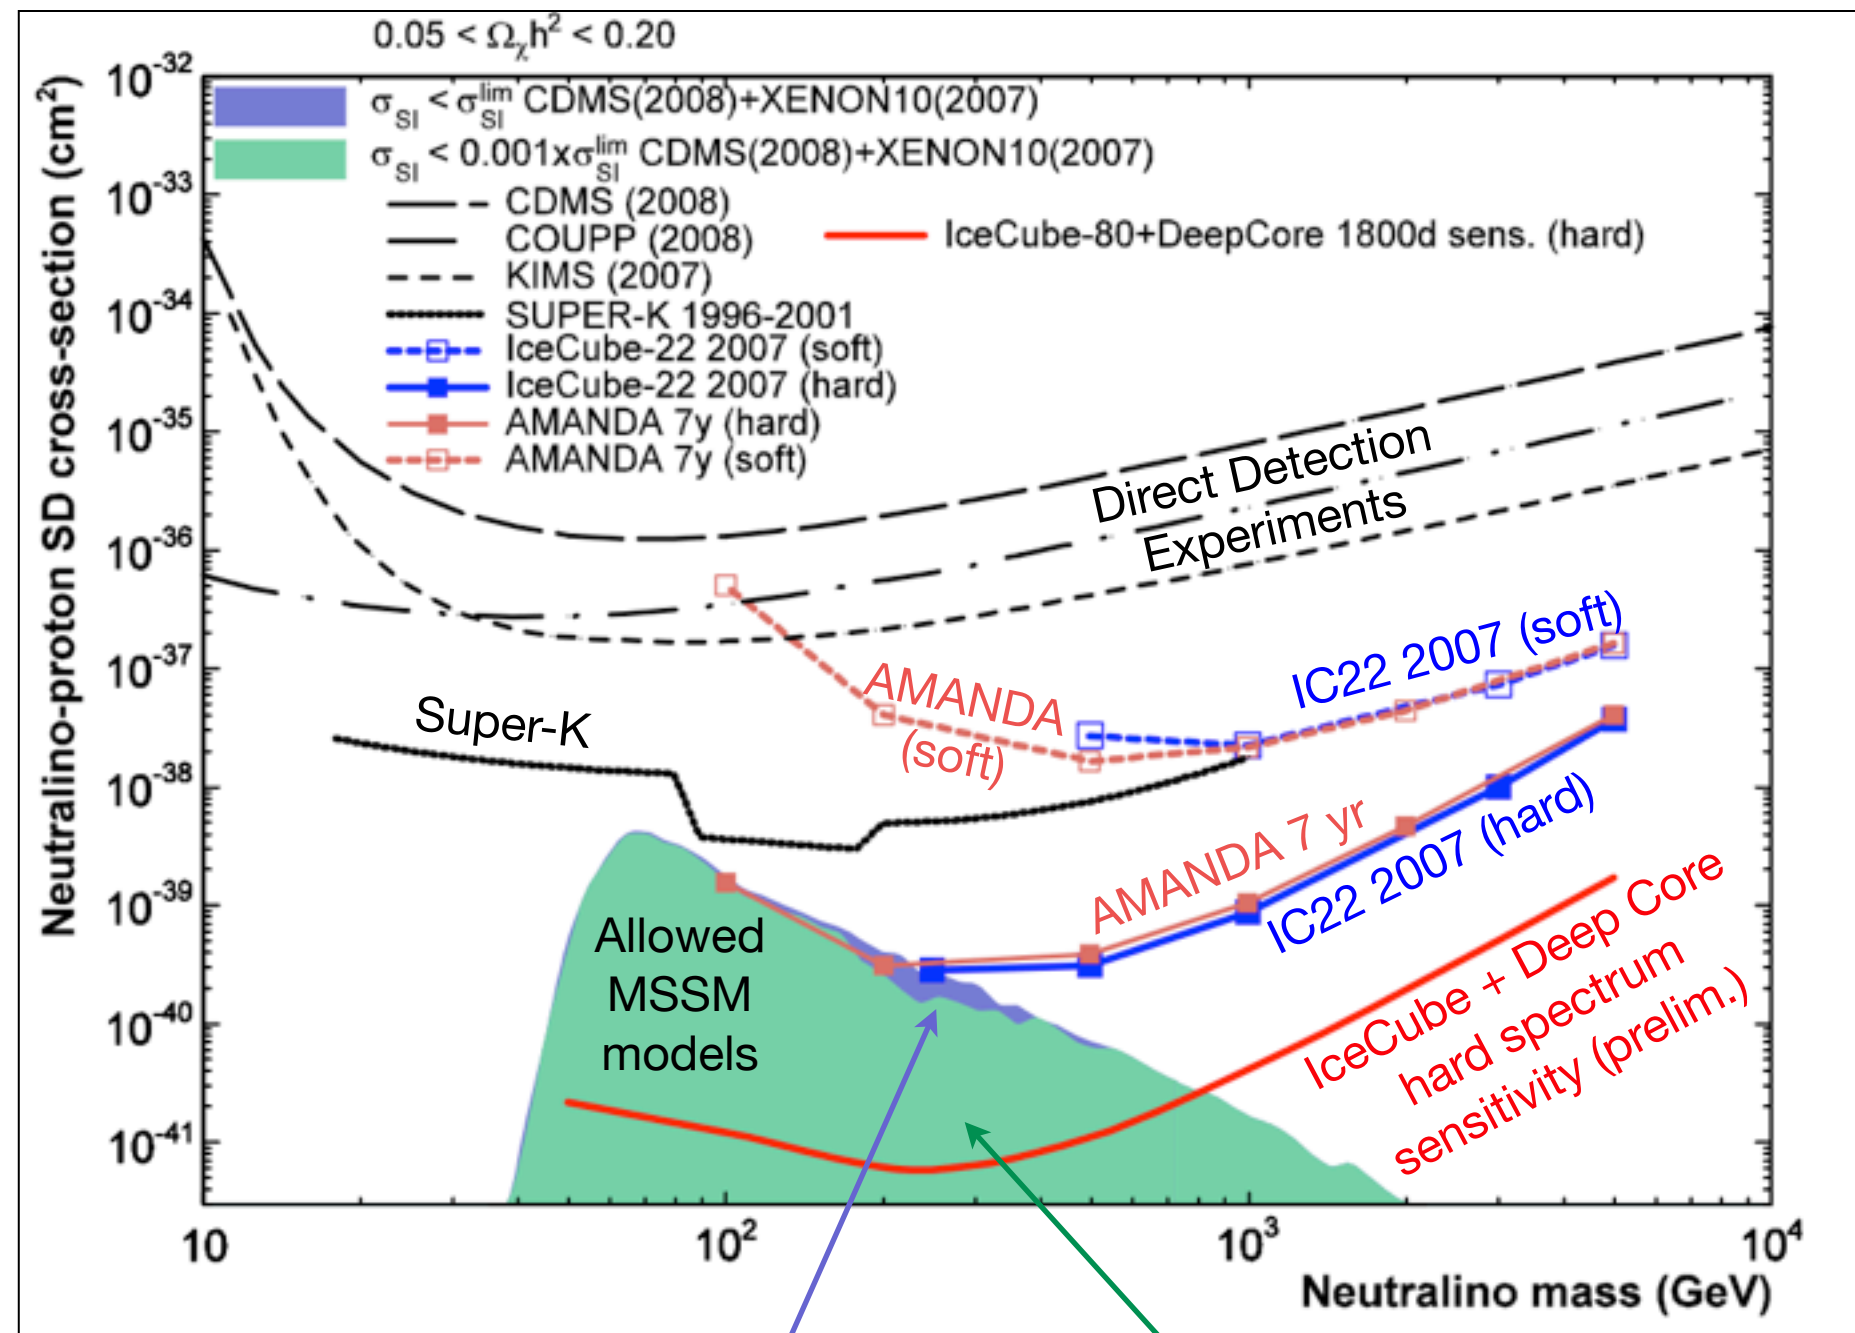 0.05 < Ωχh² < 0.20
10⁻³²
10⁻³³
10⁻³⁴
10⁻³⁵
10⁻³⁶
10⁻³⁷
10⁻³⁸
10⁻³⁹
10⁻⁴⁰
10⁻⁴¹
Neutralino-proton SD cross-section (cm²)
σSI < σSI^lim CDMS(2008)+XENON10(2007)
σSI < 0.001xσSI^lim CDMS(2008)+XENON10(2007)
CDMS (2008)
COUPP (2008)
KIMS (2007)
SUPER-K 1996-2001
IceCube-22 2007 (soft)
IceCube-22 2007 (hard)
AMANDA 7y (hard)
AMANDA 7y (soft)
IceCube-80+DeepCore 1800d sens. (hard)
Direct Detection
Experiments
IC22 2007 (soft)
AMANDA
(soft)
Super-K
AMANDA 7 yr
IC22 2007 (hard)
Allowed
MSSM
models
IceCube + Deep Core
hard spectrum
sensitivity (prelim.)
10
10²
10³
10⁴
Neutralino mass (GeV)